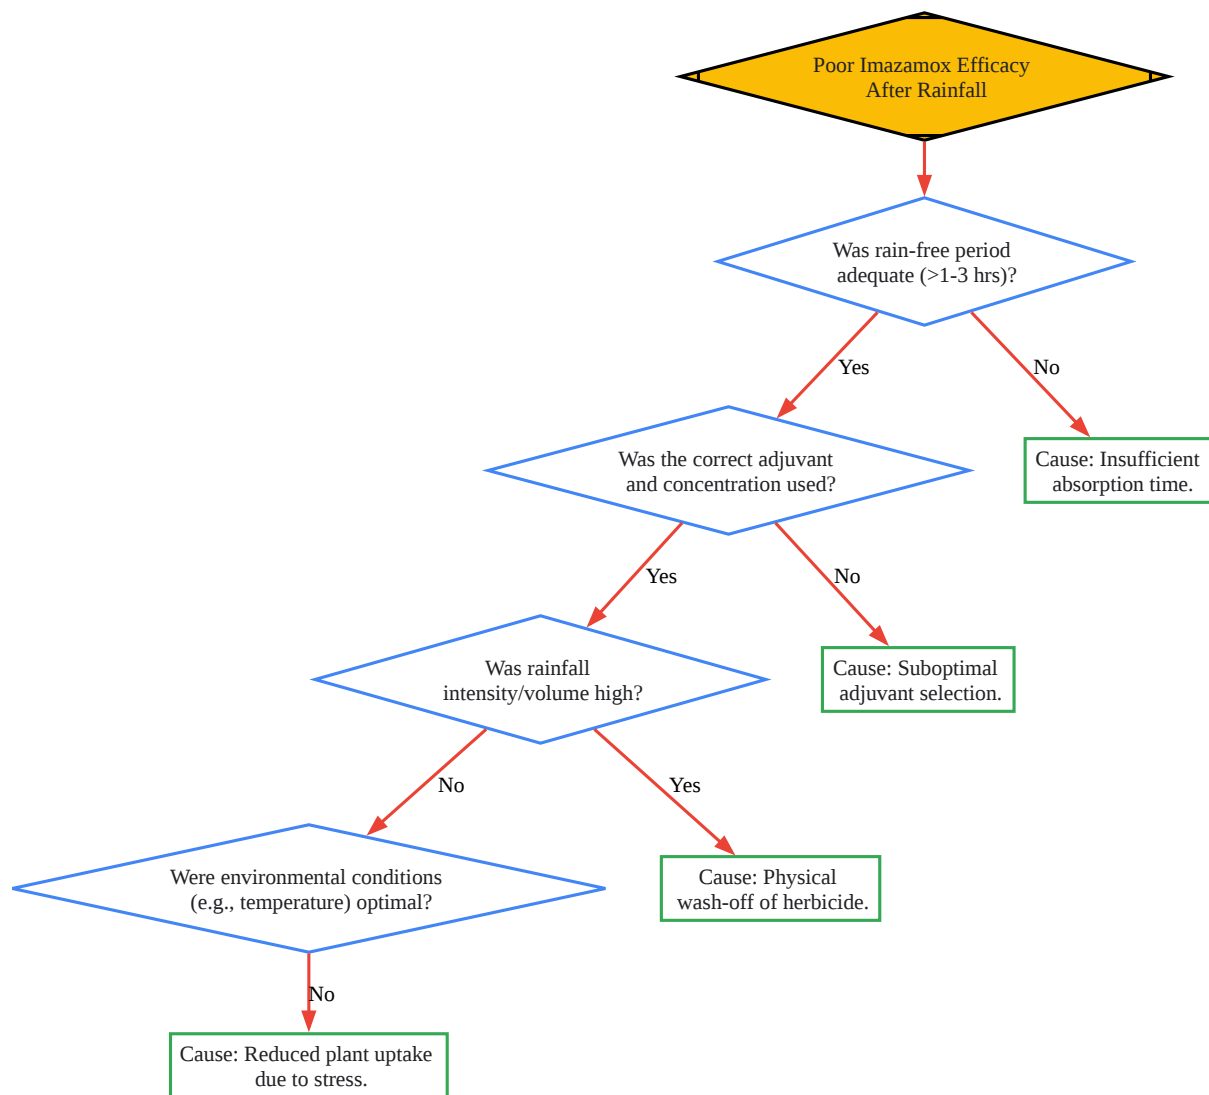 Poor Imazamox Efficacy
After Rainfall
Was rain-free period
adequate (>1-3 hrs)?
Yes
No
Was the correct adjuvant
and concentration used?
Cause: Insufficient
absorption time.
Yes
No
Was rainfall
intensity/volume high?
Cause: Suboptimal
adjuvant selection.
No
Yes
Were environmental conditions
(e.g., temperature) optimal?
Cause: Physical
wash-off of herbicide.
No
Cause: Reduced plant uptake
due to stress.